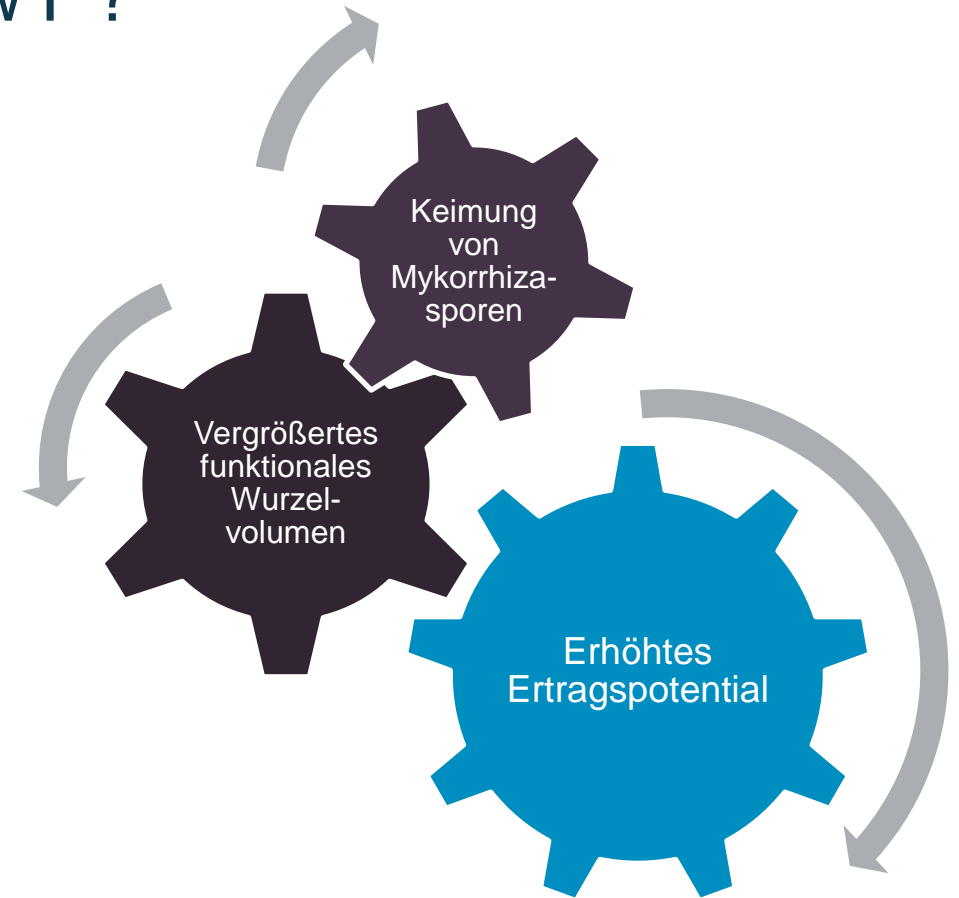 Keimung
von
Mykorrhiza-
sporen
Vergrößertes
funktionales
Wurzel-
volumen
Erhöhtes
Ertragspotential